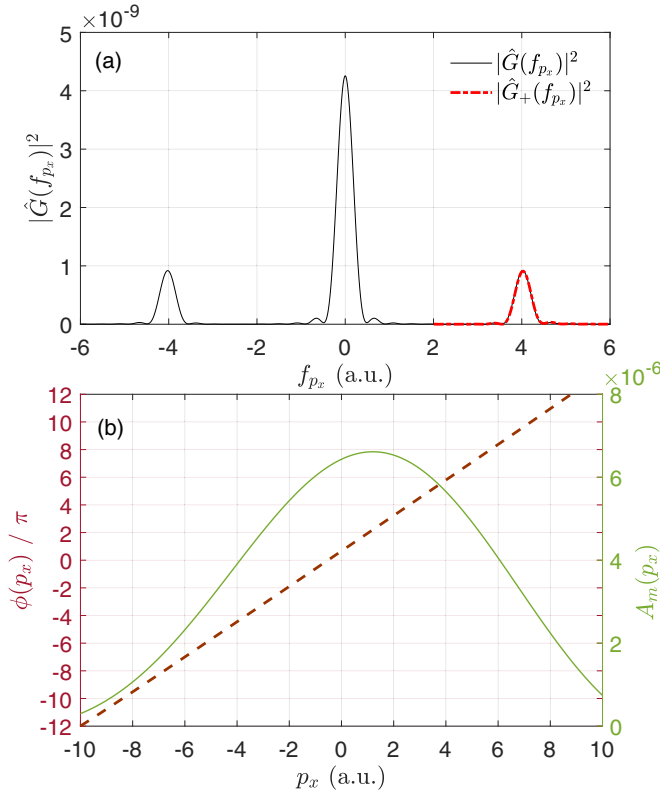 ×10^-9
5
4
3
2
1
0
|Ĝ(f_{p_x})|^2
(a)
|Ĝ(f_{p_x})|^2
|Ĝ_+(f_{p_x})|^2
-6 -4 -2 0 2 4 6
f_{p_x} (a.u.)
×10^-6
12
10
8
6
4
2
0
-2
-4
-6
-8
-10
-12
ϕ(p_x) / π
(b)
8
6
4
2
0
A_m(p_x)
-10 -8 -6 -4 -2 0 2 4 6 8 10
p_x (a.u.)